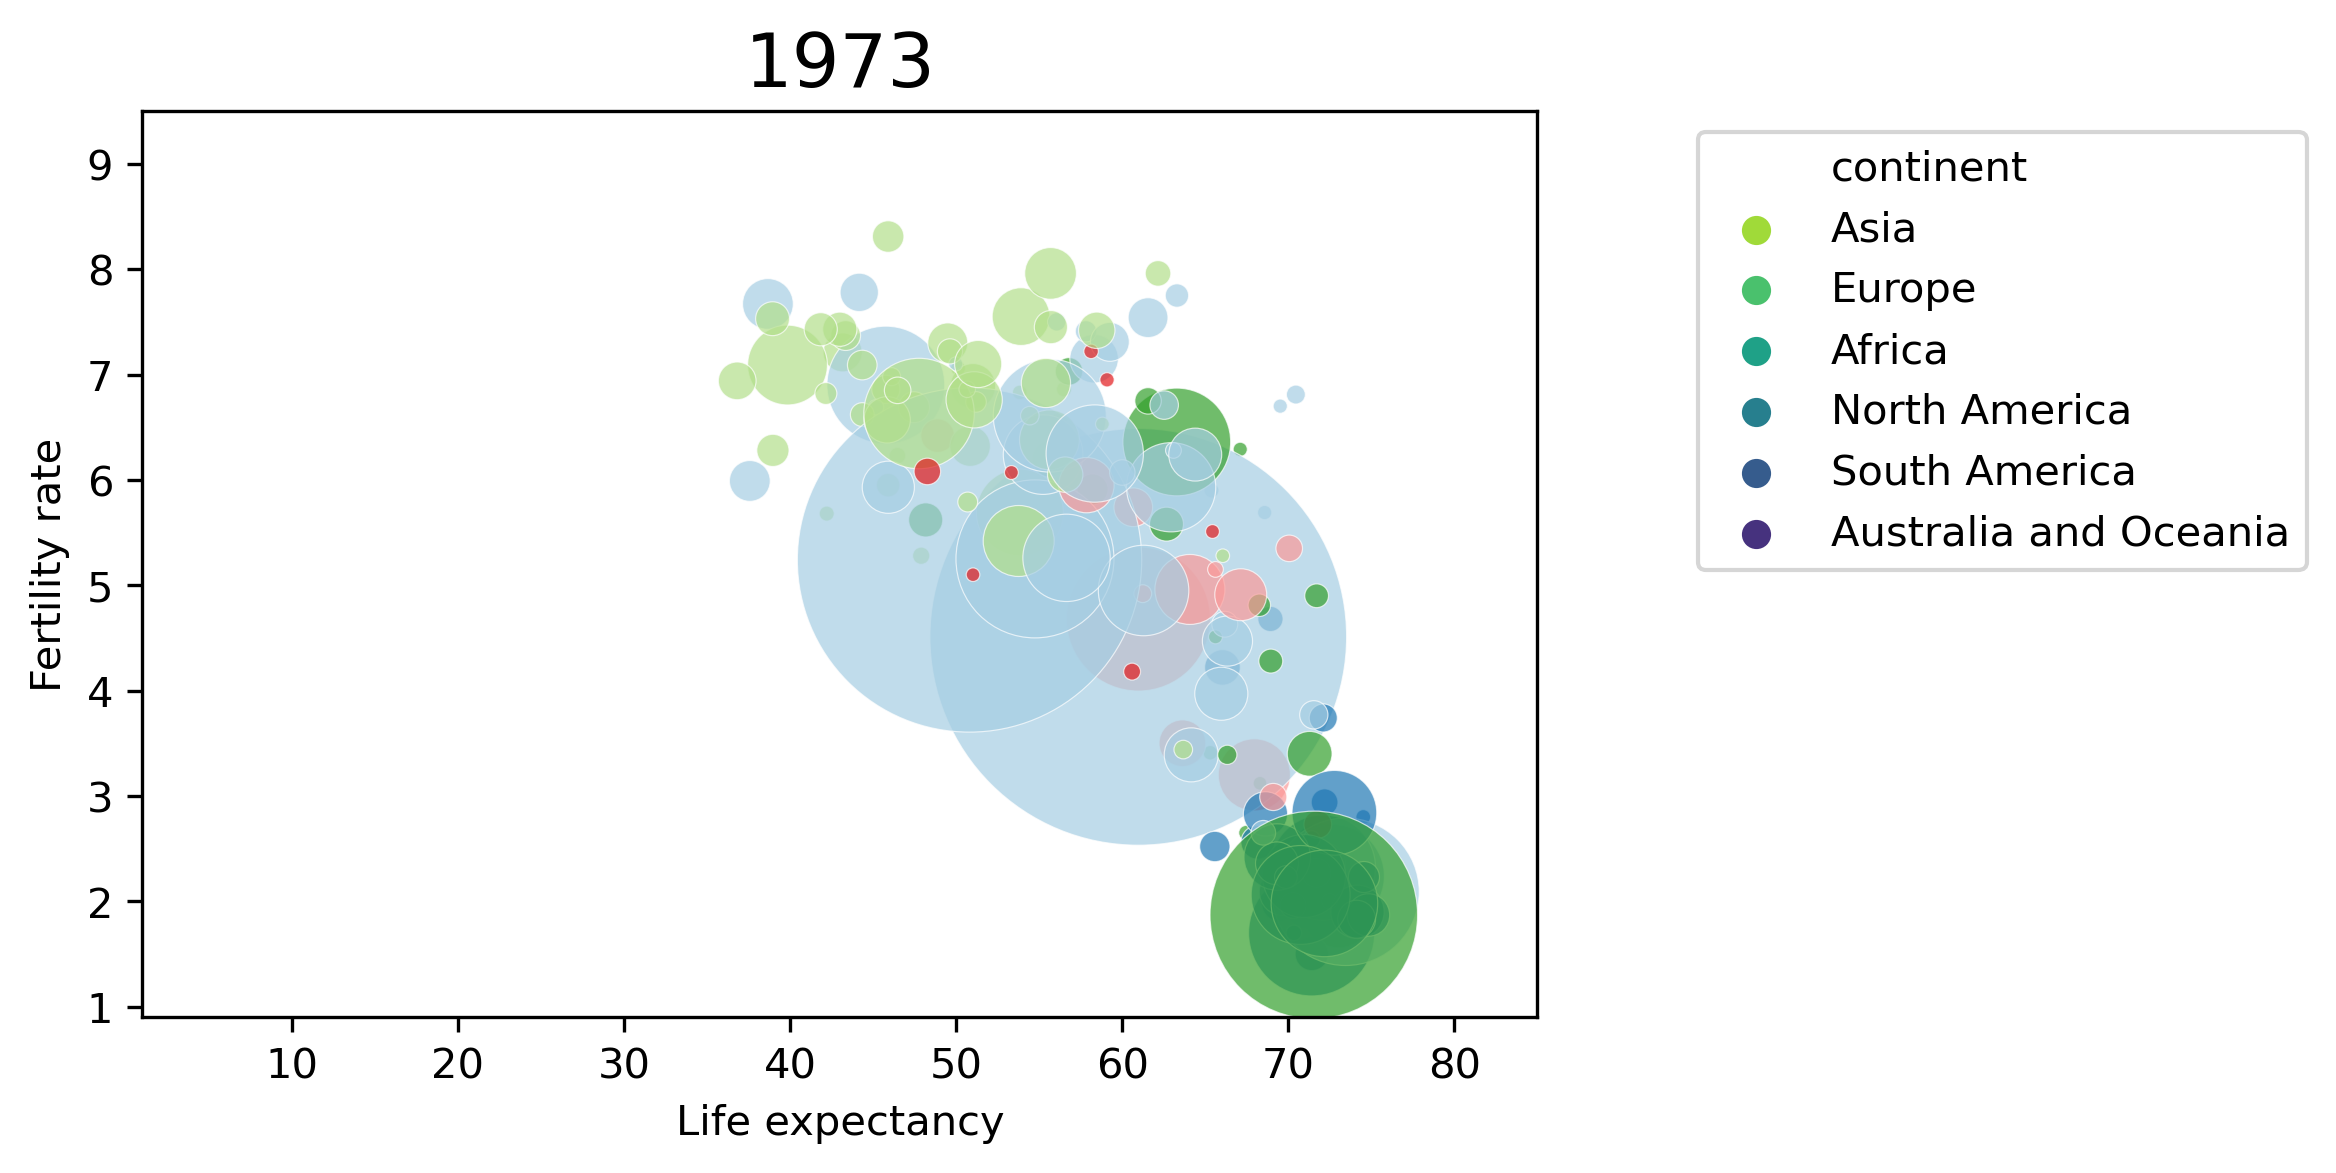 1973
9
8
7
6
5
4
3
2
1
Fertility rate
10 20 30 40 50 60 70 80
Life expectancy
continent
Asia
Europe
Africa
North America
South America
Australia and Oceania